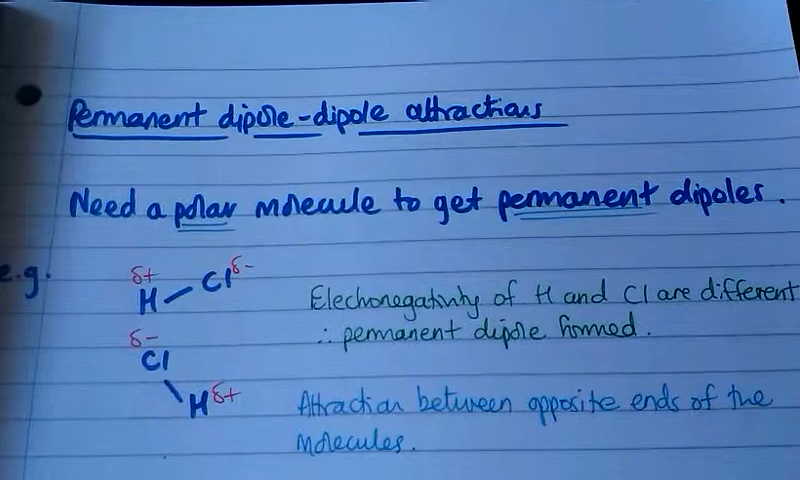 Permanent dipole-dipole attractions
Need a polar molecule to get permanent dipoles.
e.g.
δ+ δ-
H Cl
Electronegativity of H and Cl are different
∴ permanent dipole formed.
δ-
Cl
H δ+
Attraction between opposite ends of the
molecules.